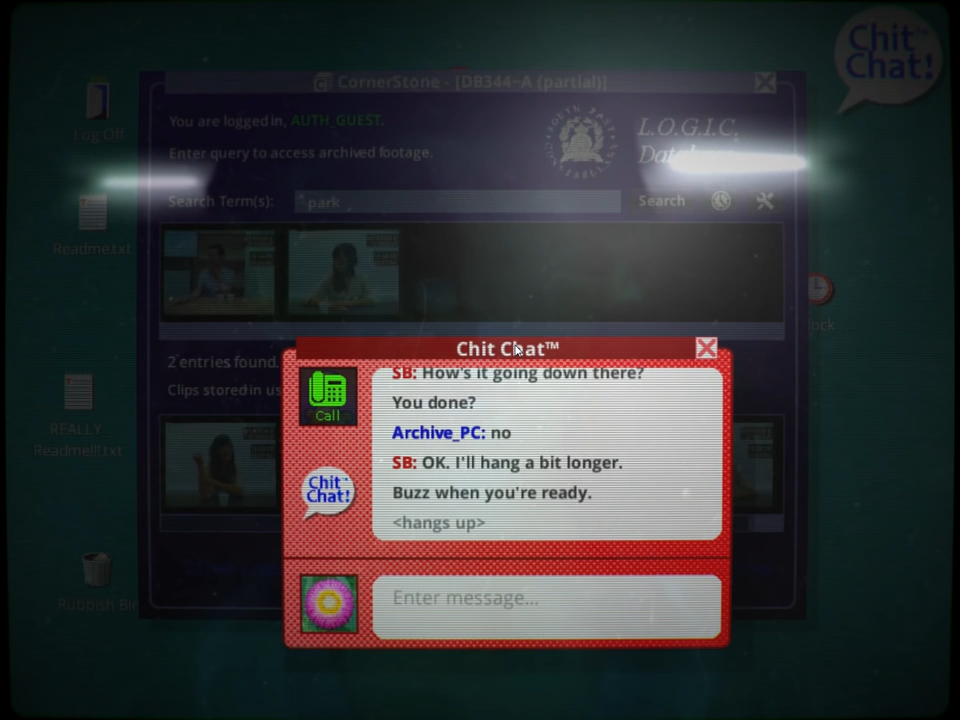 Chit™
Chat!
CornerStone - [DB344-A (partial)]
You are logged in, AUTH_GUEST.
Enter query to access archived footage.
L.O.G.I.C.
Log Off
Search Term(s):
park
Search
Readme.txt
2 entries found.
Clips stored in us
REALLY
Readme!!!.txt
Rubbish Bin
Chit Chat™
SB: How's it going down there?
You done?
Archive_PC: no
SB: OK. I'll hang a bit longer.
Buzz when you're ready.
<hangs up>
Call
Chit™
Chat!
Enter message...